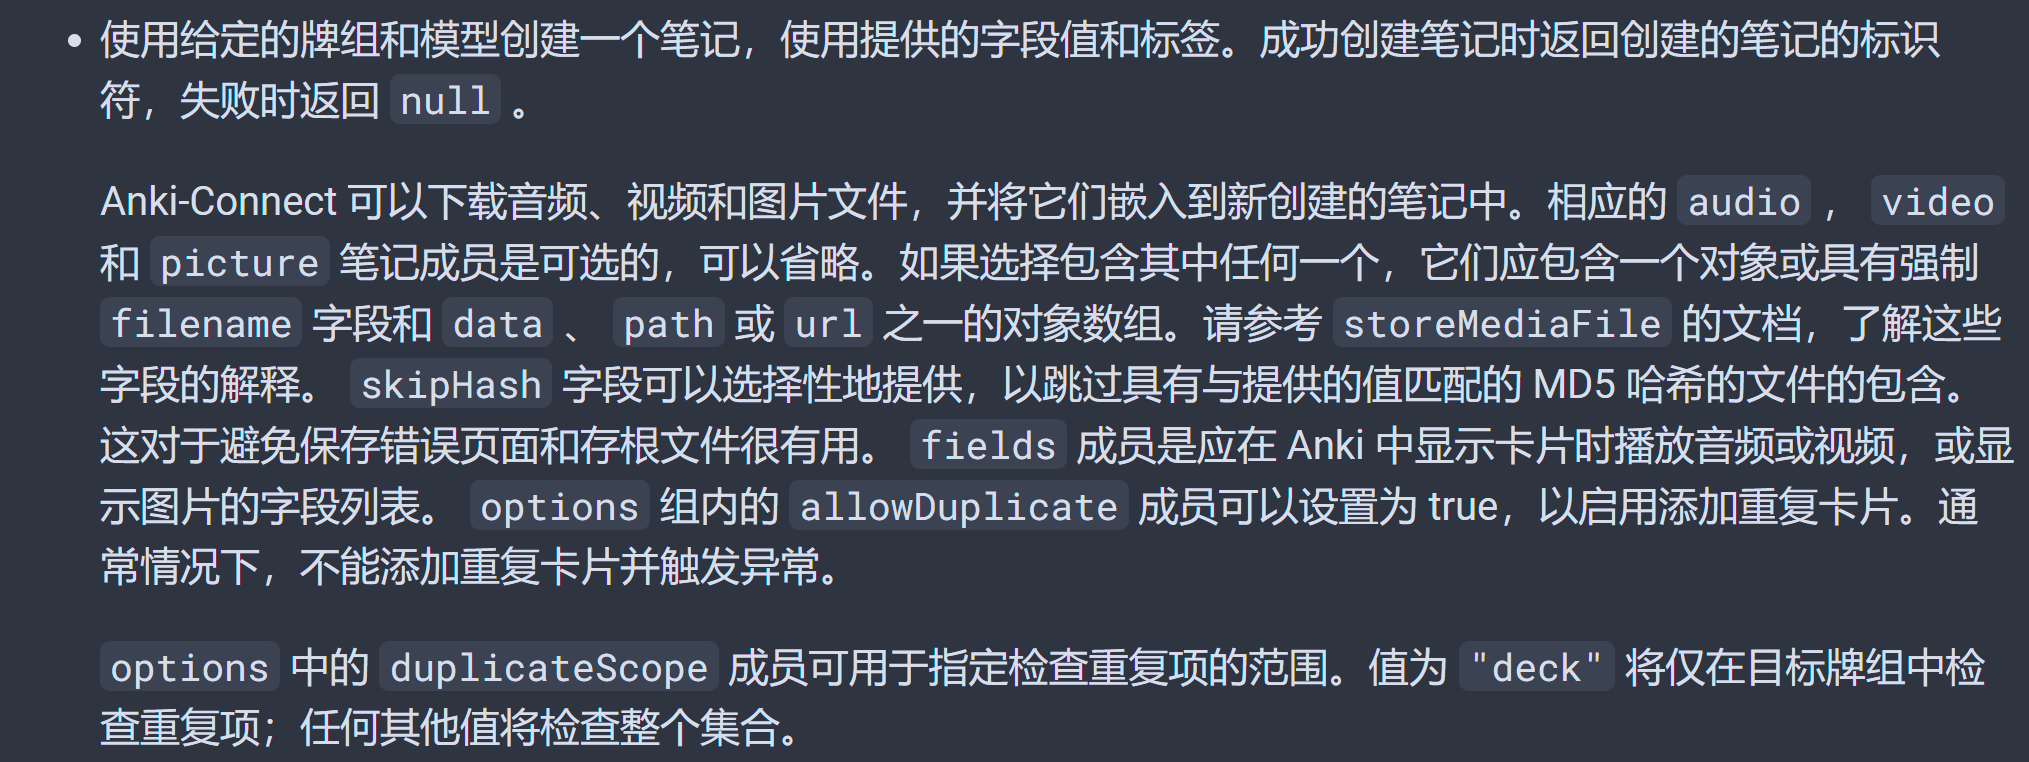 使用给定的牌组和模型创建一个笔记，使用提供的字段值和标签。成功创建笔记时返回创建的笔记的标识
符，失败时返回 null 。
Anki-Connect 可以下载音频、视频和图片文件，并将它们嵌入到新创建的笔记中。相应的 audio ， video
和 picture 笔记成员是可选的，可以省略。如果选择包含其中任何一个，它们应包含一个对象或具有强制
filename 字段和 data 、 path 或 url 之一的对象数组。请参考 storeMediaFile 的文档，了解这些
字段的解释。 skipHash 字段可以选择性地提供，以跳过具有与提供的值匹配的 MD5 哈希的文件的包含。
这对于避免保存错误页面和存根文件很有用。 fields 成员是应在 Anki 中显示卡片时播放音频或视频，或显
示图片的字段列表。 options 组内的 allowDuplicate 成员可以设置为 true，以启用添加重复卡片。通
常情况下，不能添加重复卡片并触发异常。
options 中的 duplicateScope 成员可用于指定检查重复项的范围。值为 "deck" 将仅在目标牌组中检
查重复项；任何其他值将检查整个集合。